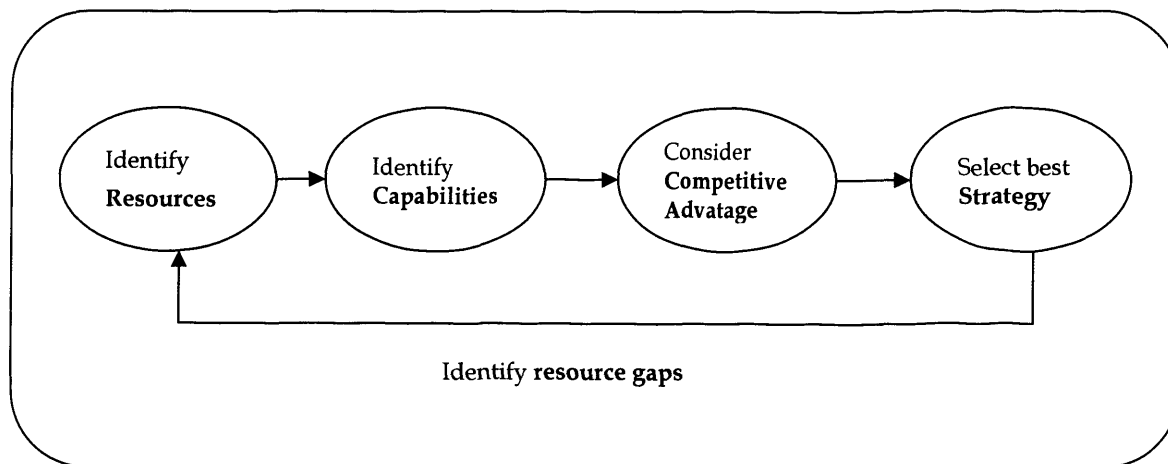 Identify
Resources
Identify
Capabilities
Consider
Competitive
Advatage
Select best
Strategy
Identify resource gaps